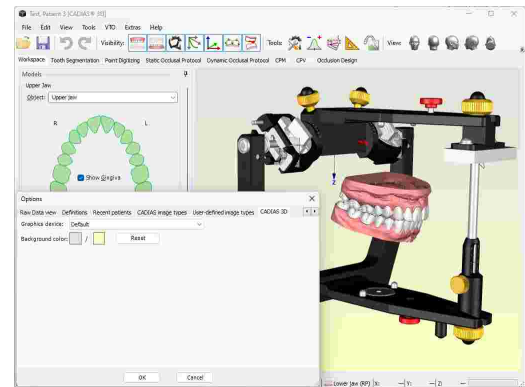 Test, Patern 3 [CADIAS® 3D]
File Edit View Tools VTO Extras Help
Visibility: Tools: View:
Workspace Tooth Segmentation Point Digitizing Static Occlusal Protocol Dynamic Occlusal Protocol CPM CPV Occlusion Design
Models
Upper Jaw
Object: Upper Jaw
R L
Show Gingiva
Z
Options
Raw Data view Definitions Recent patients CADIAS image types User-defined image types CADIAS 3D
Graphics device: Default
Background color: / Reset
OK Cancel
Lower Jaw (RP) X: — Y: — Z: —